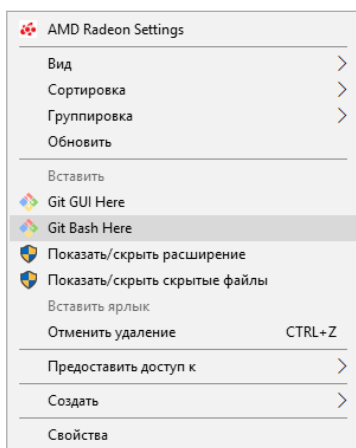 AMD Radeon Settings
Вид
Сортировка
Группировка
Обновить
Вставить
Git GUI Here
Git Bash Here
Показать/скрыть расширение
Показать/скрыть скрытые файлы
Вставить ярлык
Отменить удаление CTRL+Z
Предоставить доступ к
Создать
Свойства